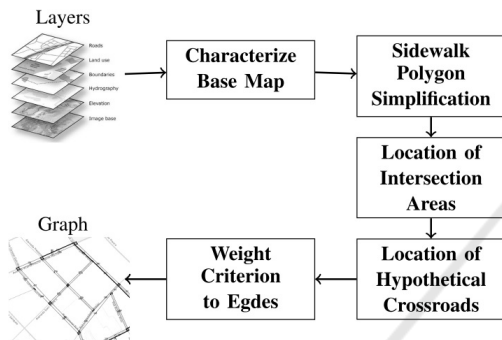 Layers
Roads
Land use
Boundaries
Hydrography
Elevation
Image base
Characterize
Base Map
Sidewalk
Polygon
Simplification
Location of
Intersection
Areas
Location of
Hypothetical
Crossroads
Weight
Criterion
to Egdes
Graph